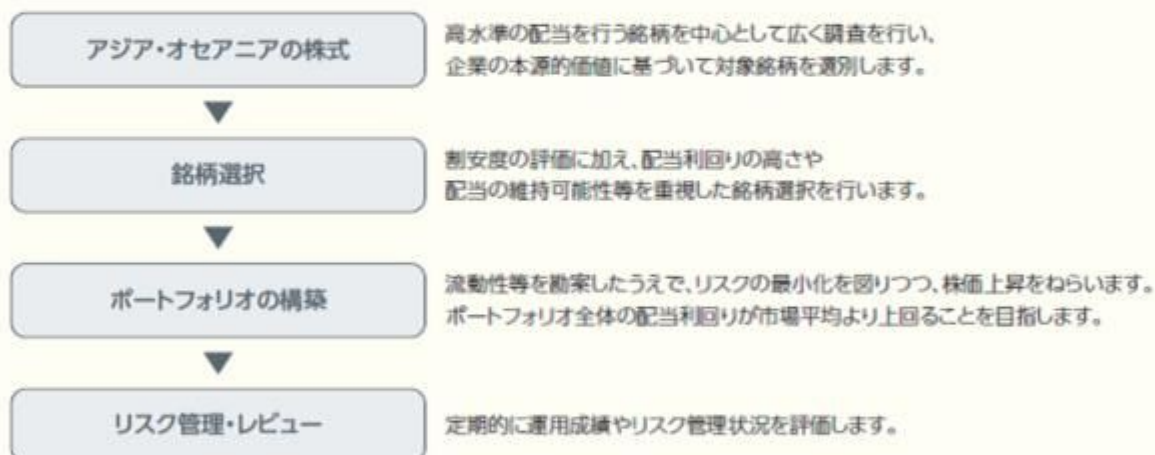 アジア・オセアニアの株式
高水準の配当を行う銘柄を中心として広く調査を行い、
企業の本源的価値に基づいて対象銘柄を選別します。
銘柄選択
割安度の評価に加え、配当利回りの高さや
配当の維持可能性等を重視した銘柄選択を行います。
ポートフォリオの構築
流動性等を勘案したうえで、リスクの最小化を図りつつ、株価上昇をねらいます。
ポートフォリオ全体の配当利回りが市場平均より上回ることを目指します。
リスク管理・レビュー
定期的に運用成績やリスク管理状況を評価します。